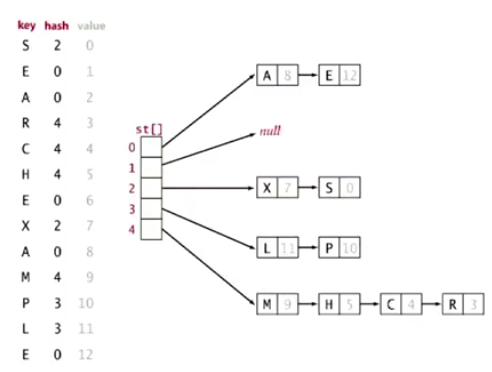 key hash value
S 2 0
E 0 1
A 0 2
R 4 3
C 4 4
H 4 5
E 0 6
X 2 7
A 0 8
M 4 9
P 3 10
L 3 11
E 0 12
st[]
0
1
2
3
4
A 8 E 12
null
X 7 S 0
L 11 P 10
M 9 H 5 C 4 R 3